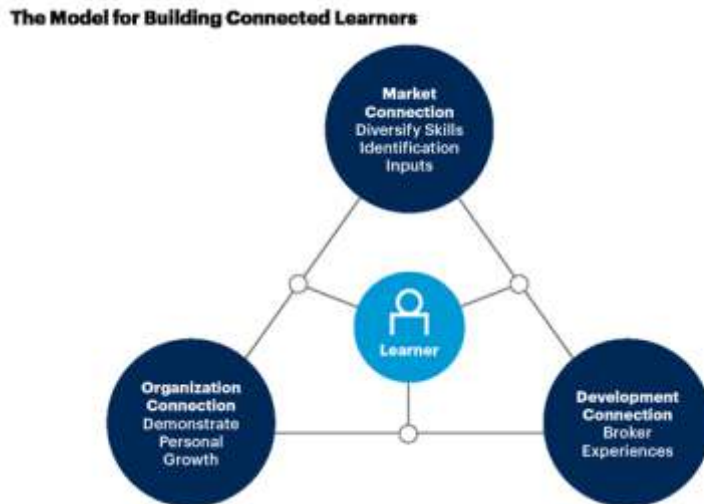 The Model for Building Connected Learners
Market
Connection
Diversify Skills
Identification
Inputs
Learner
Organization
Connection
Demonstrate
Personal
Growth
Development
Connection
Broker
Experiences